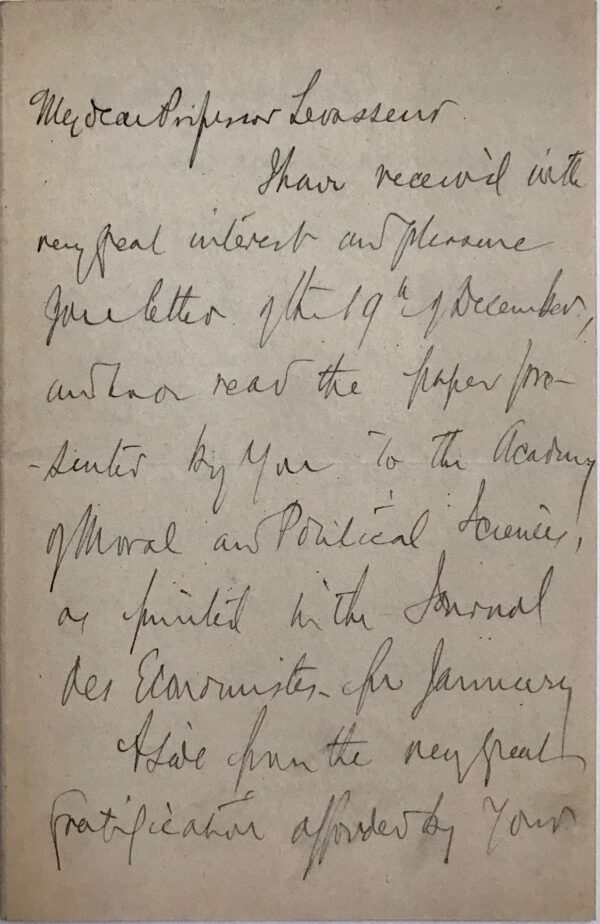 My dear Professor Levasseur
I have received with
very great interest and pleasure
your letter of the 19th of December,
and have read the paper pre-
-sented by you to the Academy
of Moral and Political Sciences,
as printed in the Journal
des Economistes for January
Aside from the very great
gratification afforded by your